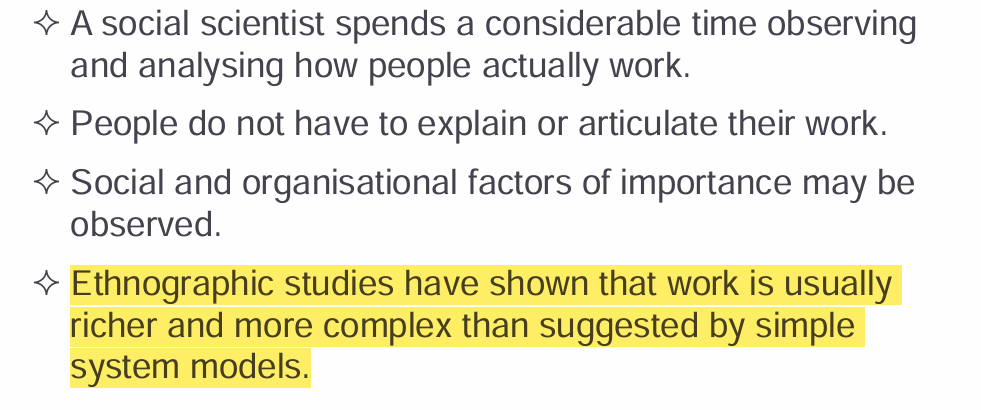 ✧ A social scientist spends a considerable time observing
and analysing how people actually work.
✧ People do not have to explain or articulate their work.
✧ Social and organisational factors of importance may be
observed.
✧ Ethnographic studies have shown that work is usually
richer and more complex than suggested by simple
system models.